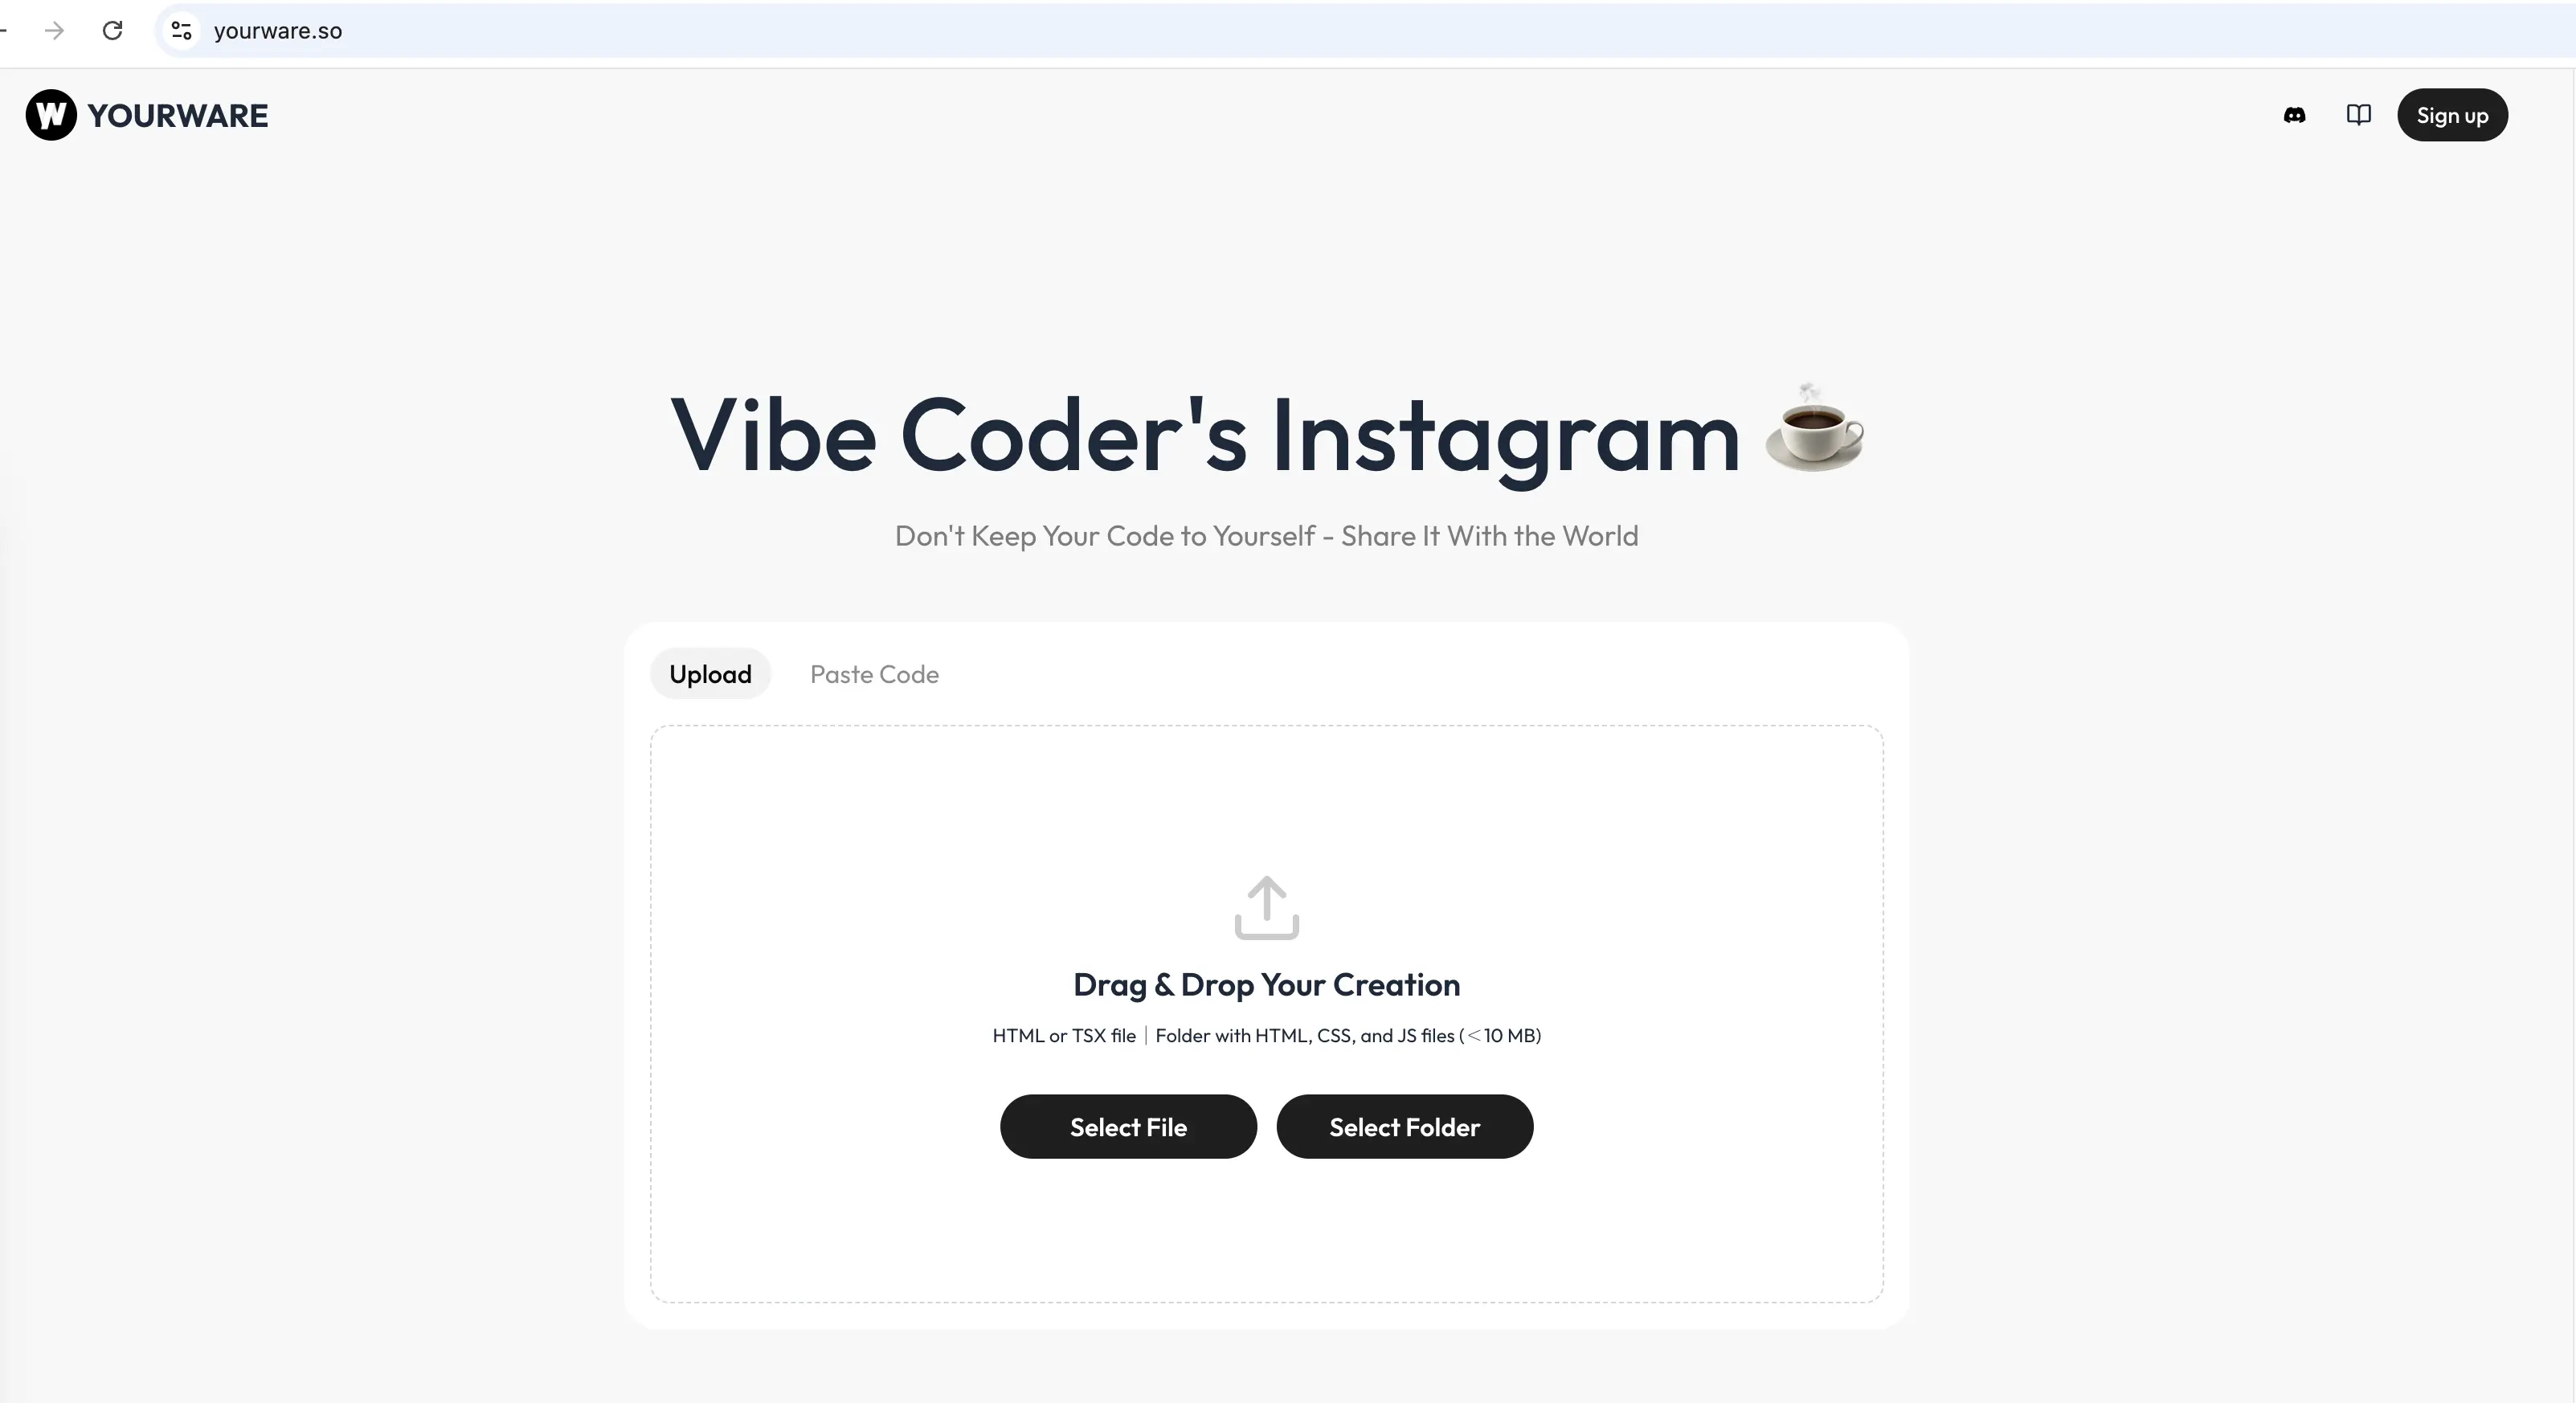 yourware.so
W YOURWARE
Sign up
Vibe Coder's Instagram
Don't Keep Your Code to Yourself - Share It With the World
Upload
Paste Code
Drag & Drop Your Creation
HTML or TSX file | Folder with HTML, CSS, and JS files (< 10 MB)
Select File
Select Folder